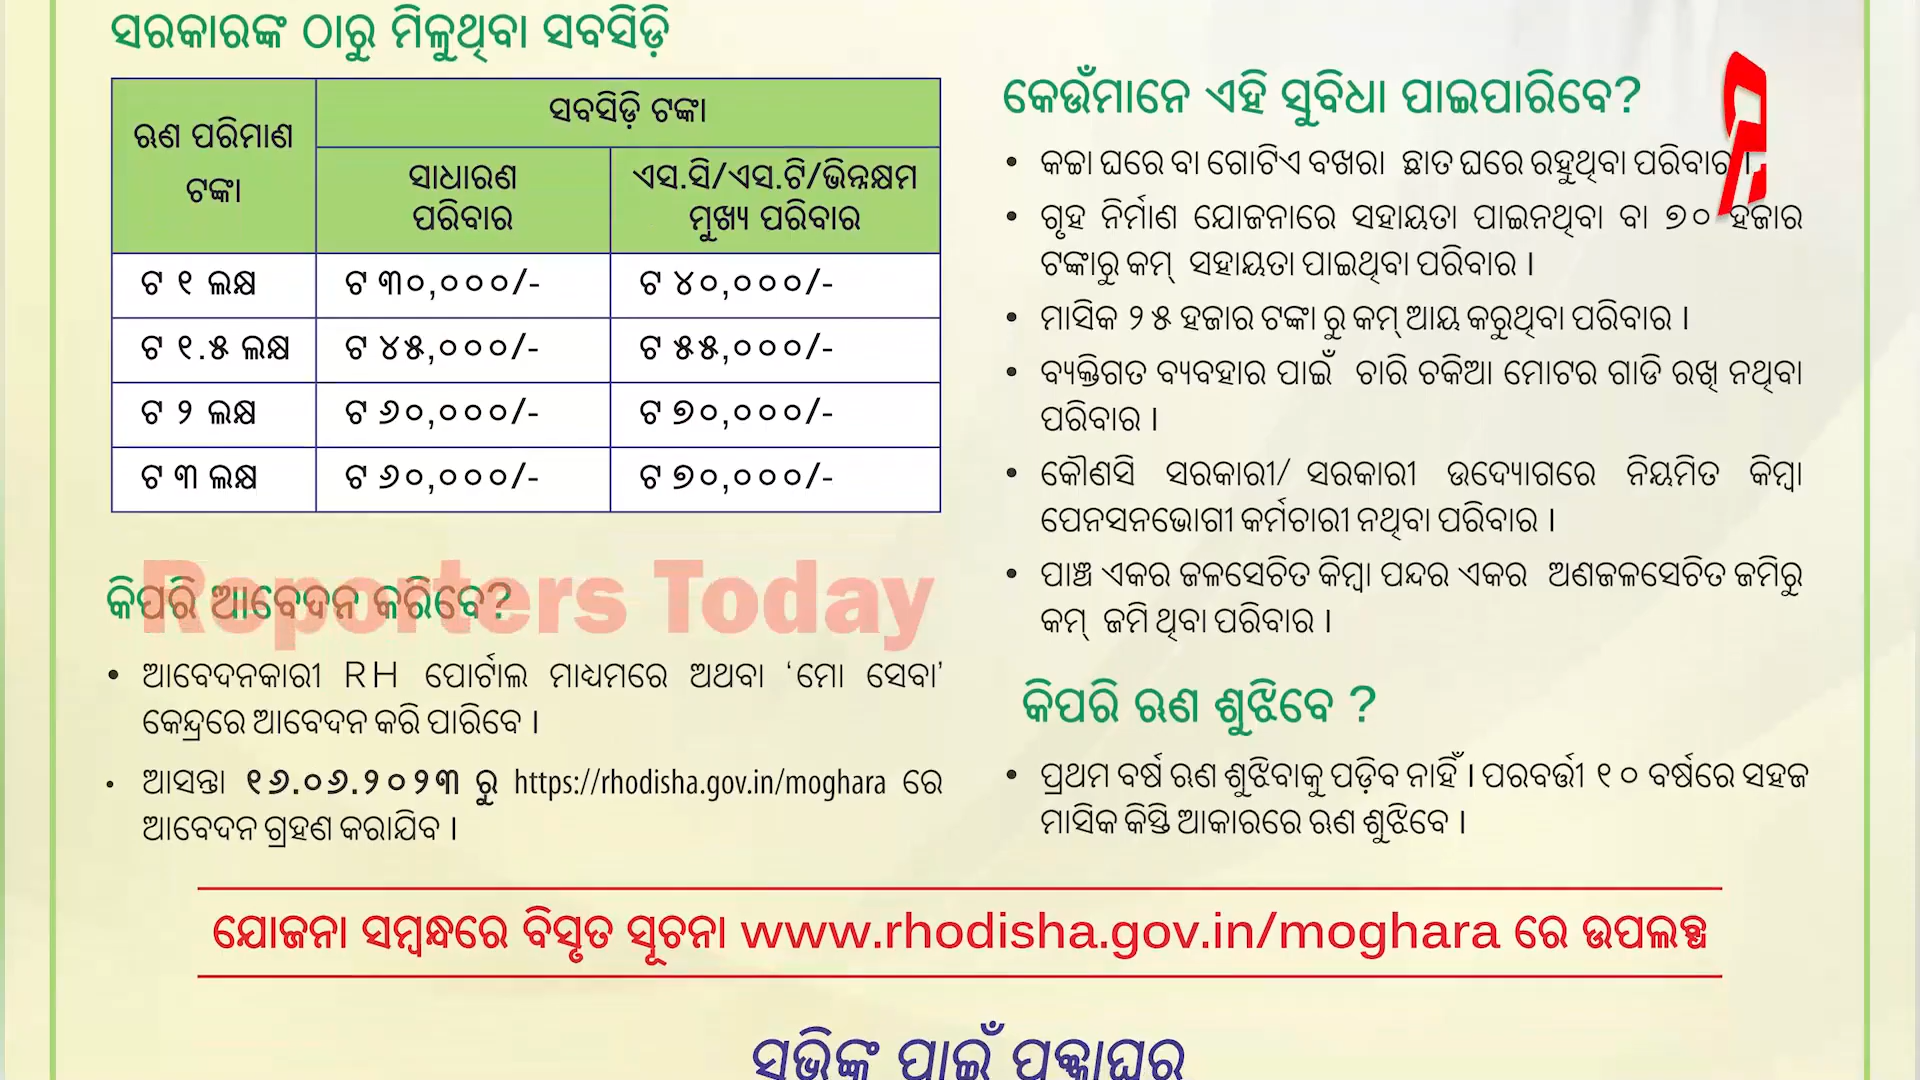 ସରକାରଙ୍କ ଠାରୁ ମିଳୁଥିବା ସବସିଡ଼ି
ଋଣ ପରିମାଣ
ଟଙ୍କା
ସବସିଡ଼ି ଟଙ୍କା
ସାଧାରଣ
ପରିବାର
ଏସ.ସି/ଏସ.ଟି/ଭିନ୍ନକ୍ଷମ
ମୁଖ୍ୟ ପରିବାର
ଟ ୧ ଲକ୍ଷ ଟ ୩୦,୦୦୦/- ଟ ୪୦,୦୦୦/-
ଟ ୧.୫ ଲକ୍ଷ ଟ ୪୫,୦୦୦/- ଟ ୫୫,୦୦୦/-
ଟ ୨ ଲକ୍ଷ ଟ ୬୦,୦୦୦/- ଟ ୭୦,୦୦୦/-
ଟ ୩ ଲକ୍ଷ ଟ ୬୦,୦୦୦/- ଟ ୭୦,୦୦୦/-
Reporters Today
କିପରି ଆବେଦନ କରିବେ?
• ଆବେଦନକାରୀ RH ପୋର୍ଟାଲ ମାଧ୍ୟମରେ ଅଥବା ‘ମୋ ସେବା’
କେନ୍ଦ୍ରରେ ଆବେଦନ କରି ପାରିବେ ।
• ଆସନ୍ତା ୧୬.୦୬.୨୦୨୩ ରୁ https://rhodisha.gov.in/moghara ରେ
ଆବେଦନ ଗ୍ରହଣ କରାଯିବ ।
କେଉଁମାନେ ଏହି ସୁବିଧା ପାଇପାରିବେ?
• କଚ୍ଚା ଘରେ ବା ଗୋଟିଏ ବଖରା ଛାତ ଘରେ ରହୁଥିବା ପରିବାର ।
• ଗୃହ ନିର୍ମାଣ ଯୋଜନାରେ ସହାୟତା ପାଇନଥିବା ବା ୭୦ ହଜାର
ଟଙ୍କାରୁ କମ୍ ସହାୟତା ପାଇଥିବା ପରିବାର ।
• ମାସିକ ୨୫ ହଜାର ଟଙ୍କା ରୁ କମ୍ ଆୟ କରୁଥିବା ପରିବାର ।
• ବ୍ୟକ୍ତିଗତ ବ୍ୟବହାର ପାଇଁ ଚାରି ଚକିଆ ମୋଟର ଗାଡି ରଖି ନଥିବା
ପରିବାର ।
• କୌଣସି ସରକାରୀ/ ସରକାରୀ ଉଦ୍ୟୋଗରେ ନିୟମିତ କିମ୍ବା
ପେନସନଭୋଗୀ କର୍ମଚାରୀ ନଥିବା ପରିବାର ।
• ପାଞ୍ଚ ଏକର ଜଳସେଚିତ କିମ୍ବା ପନ୍ଦର ଏକର ଅଣଜଳସେଚିତ ଜମିରୁ
କମ୍ ଜମି ଥିବା ପରିବାର ।
କିପରି ଋଣ ଶୁଝିବେ ?
• ପ୍ରଥମ ବର୍ଷ ଋଣ ଶୁଝିବାକୁ ପଡ଼ିବ ନାହିଁ । ପରବର୍ତ୍ତୀ ୧୦ ବର୍ଷରେ ସହଜ
ମାସିକ କିସ୍ତି ଆକାରରେ ଋଣ ଶୁଝିବେ ।
ଯୋଜନା ସମ୍ବନ୍ଧରେ ବିସ୍ତୃତ ସୂଚନା www.rhodisha.gov.in/moghara ରେ ଉପଲବ୍ଧ
ସଭିଙ୍କ ପାଇଁ ପକ୍କାଘର